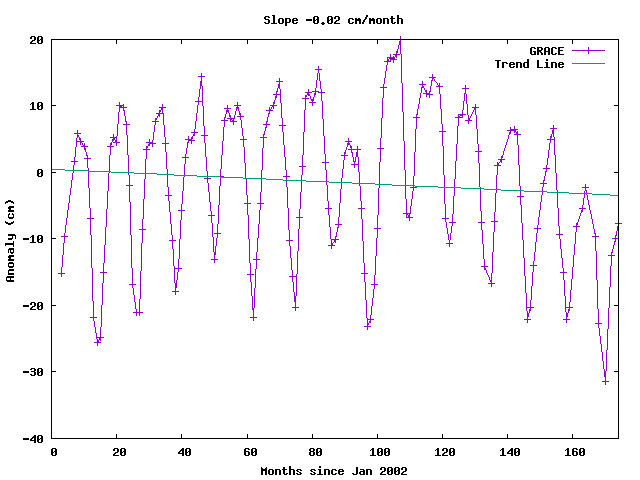 Slope -0.02 cm/month
GRACE
Trend Line
20
10
0
-10
-20
-30
-40
Anomaly (cm)
0 20 40 60 80 100 120 140 160
Months since Jan 2002